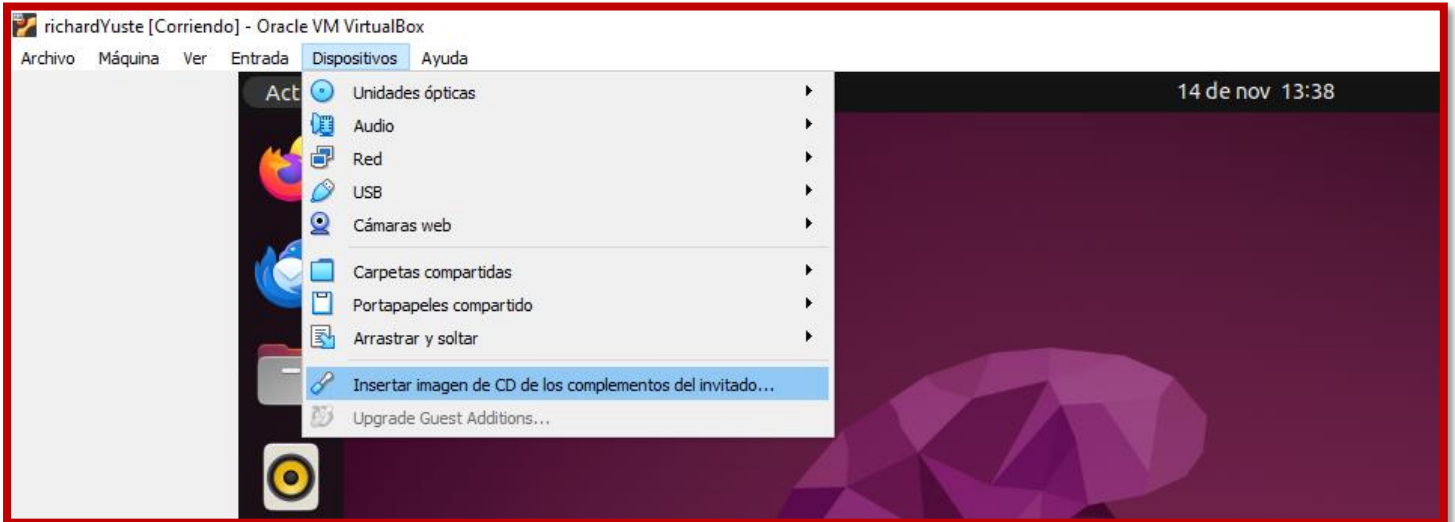 richardYuste [Corriendo] - Oracle VM VirtualBox
Archivo Máquina Ver Entrada Dispositivos Ayuda
Act
14 de nov 13:38
Unidades ópticas
Audio
Red
USB
Cámaras web
Carpetas compartidas
Portapapeles compartido
Arrastrar y soltar
Insertar imagen de CD de los complementos del invitado...
Upgrade Guest Additions...